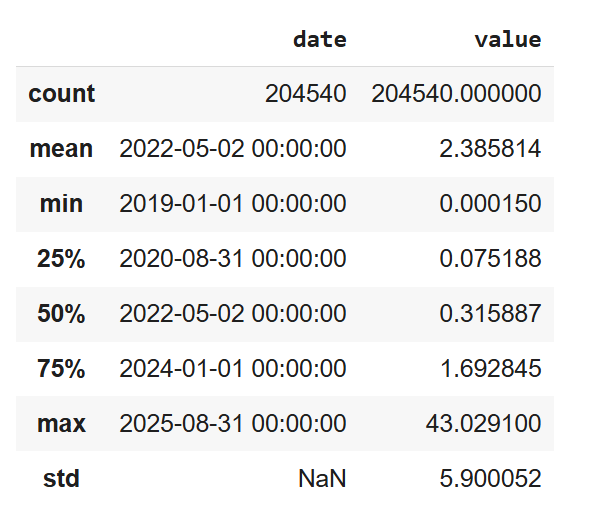 date value
count 204540 204540.000000
mean 2022-05-02 00:00:00 2.385814
min 2019-01-01 00:00:00 0.000150
25% 2020-08-31 00:00:00 0.075188
50% 2022-05-02 00:00:00 0.315887
75% 2024-01-01 00:00:00 1.692845
max 2025-08-31 00:00:00 43.029100
std NaN 5.900052